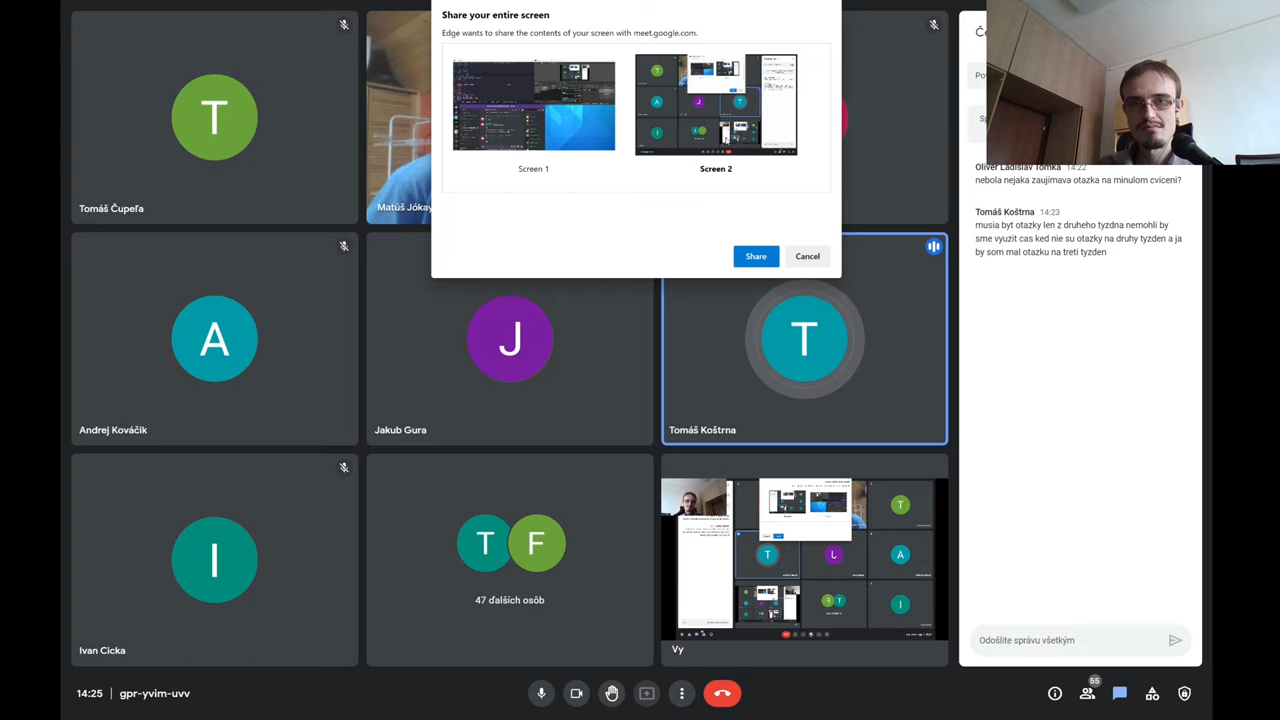 Share your entire screen
Edge wants to share the contents of your screen with meet.google.com.
Screen 1
Screen 2
Share
Cancel
T
Tomáš Čupeľa
Matúš Jókay
A
Andrej Kováčik
J
Jakub Gura
T
Tomáš Koštrna
I
Ivan Cicka
T F
47 ďalších osôb
Vy
Oliver Ladislav Tomka 14:22
nebola nejaka zaujimava otazka na minulom cviceni?
Tomáš Koštrna 14:23
musia byt otazky len z druheho tyzdna nemohli by
sme vyuzit cas ked nie su otazky na druhy tyzden a ja
by som mal otazku na treti tyzden
Odošlite správu všetkým
14:25 | gpr-yvim-uvv
55